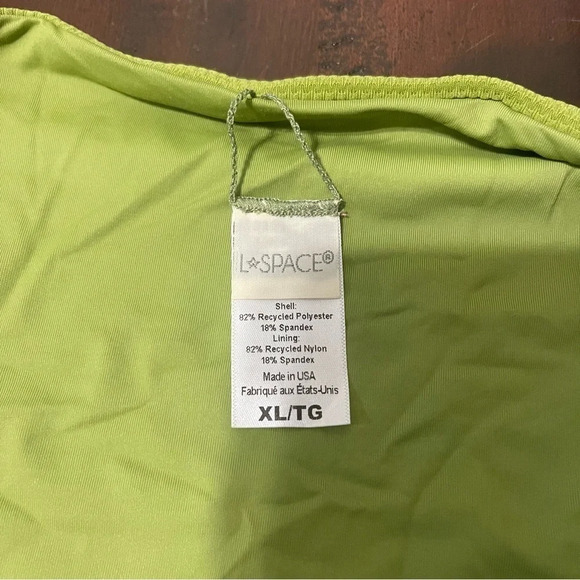 L☆SPACE®
Shell:
82% Recycled Polyester
18% Spandex
Lining:
82% Recycled Nylon
18% Spandex
Made in USA
Fabriqué aux États-Unis
XL/TG